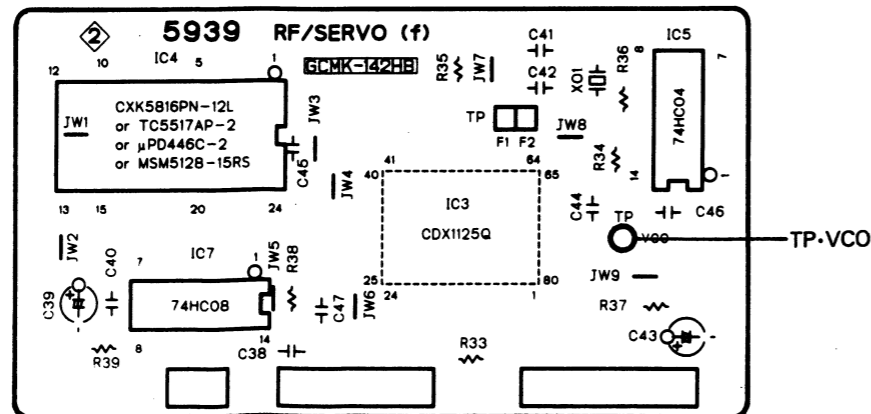 2 5939 RF/SERVO (f)
GCMK-142HB
IC4
12 10 5 1
CXK5816PN-12L
or TC5517AP-2
or μPD446C-2
or MSM5128-15RS
JW1
JW3
C45
13 15 20 24
R35
JW7
C41
C42
X01
R36
IC5
8 7
74HC04
14 1
TP
F1 F2
JW8
R34
JW4
41 64
40 65
IC3
CDX1125Q
25 80
24 1
C44
TP
C46
VCO
TP·VCO
JW2
C40
IC7
7 1
JW5
R38
C39
+ -
74HC08
8 14
C47
JW6
JW9
R37
R39
C38
R33
C43
+ -